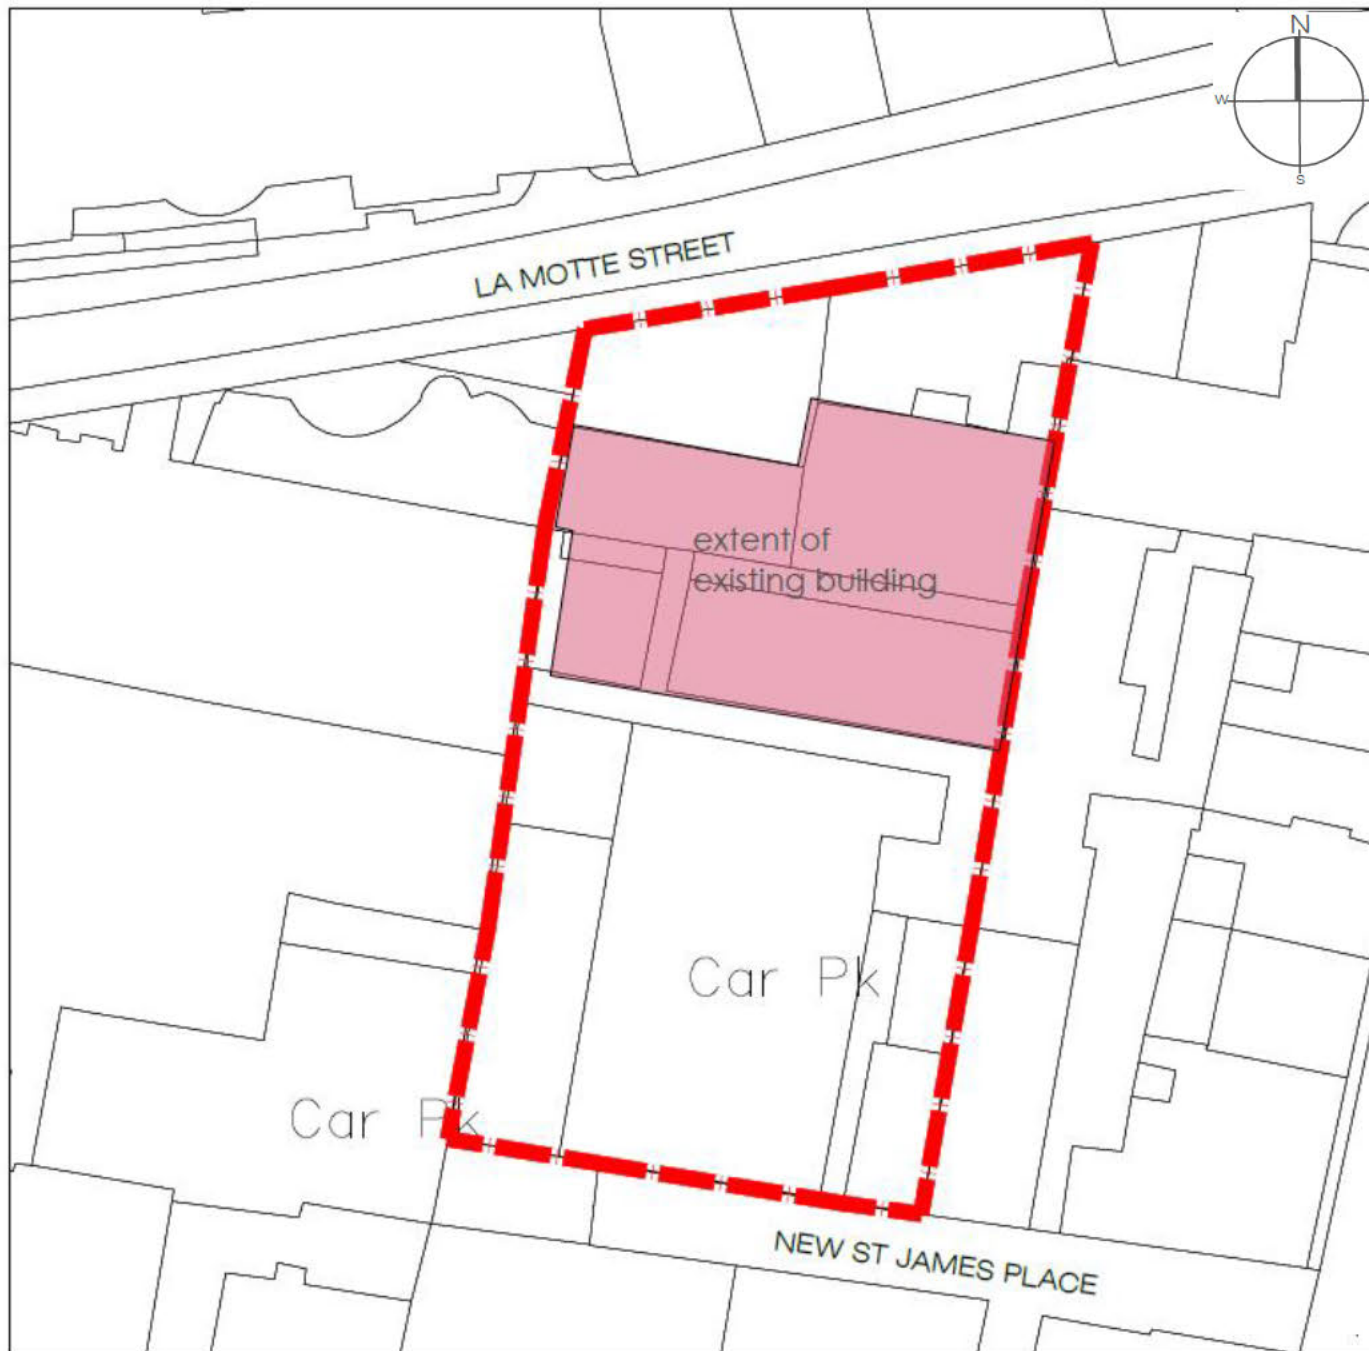 N
W
S
LA MOTTE STREET
extent of
existing building
Car Pk
Car Pk
NEW ST JAMES PLACE